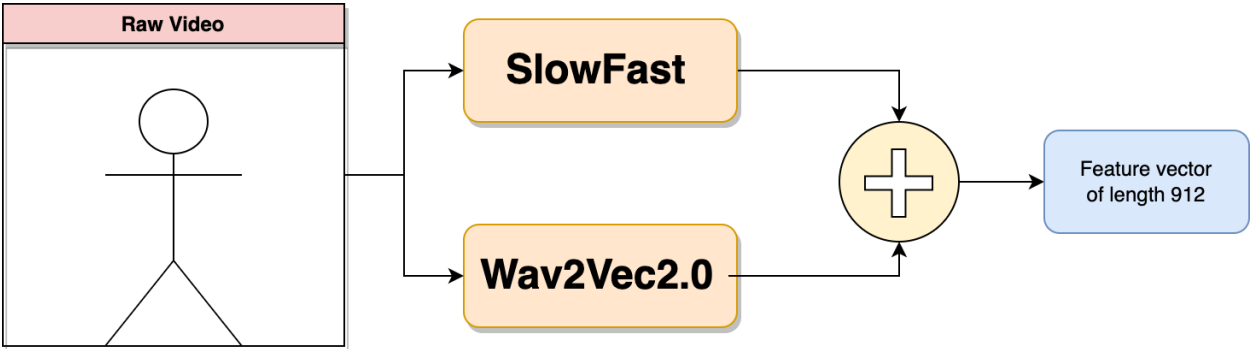 Raw Video
SlowFast
Wav2Vec2.0
Feature vector
of length 912